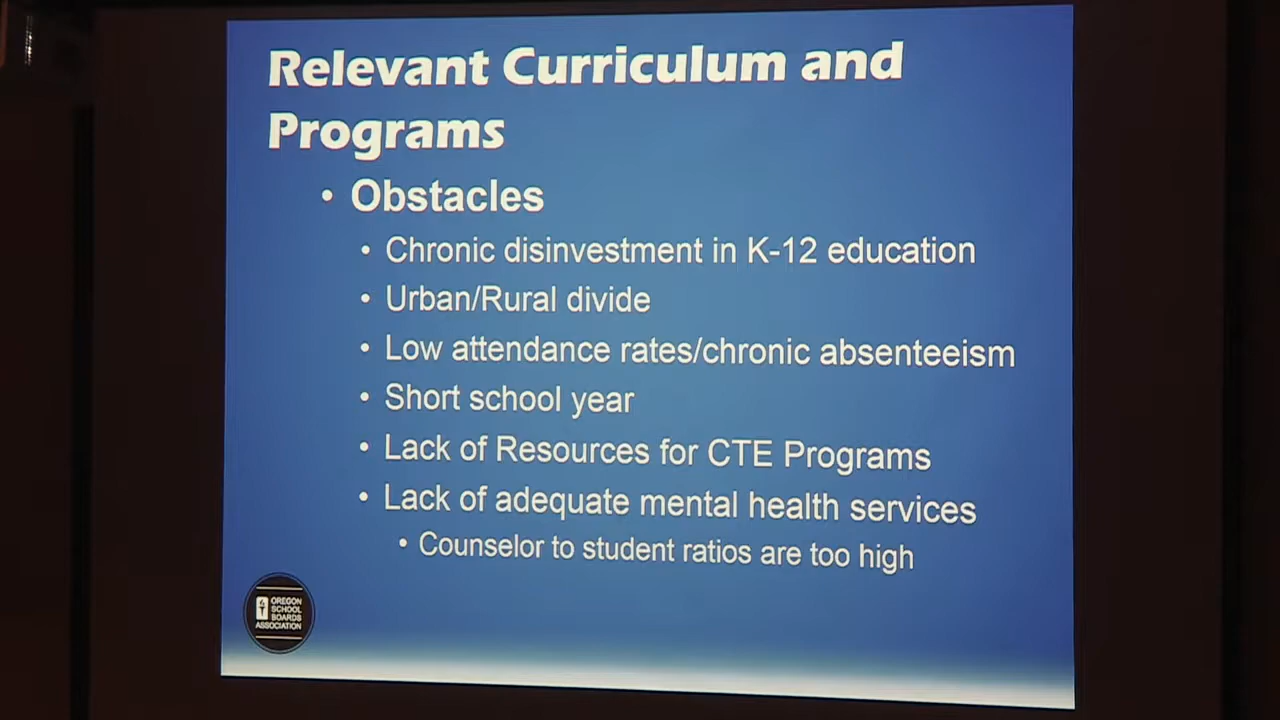 Relevant Curriculum and
Programs
• Obstacles
• Chronic disinvestment in K-12 education
• Urban/Rural divide
• Low attendance rates/chronic absenteeism
• Short school year
• Lack of Resources for CTE Programs
• Lack of adequate mental health services
• Counselor to student ratios are too high
OREGON
SCHOOL
BOARDS
ASSOCIATION